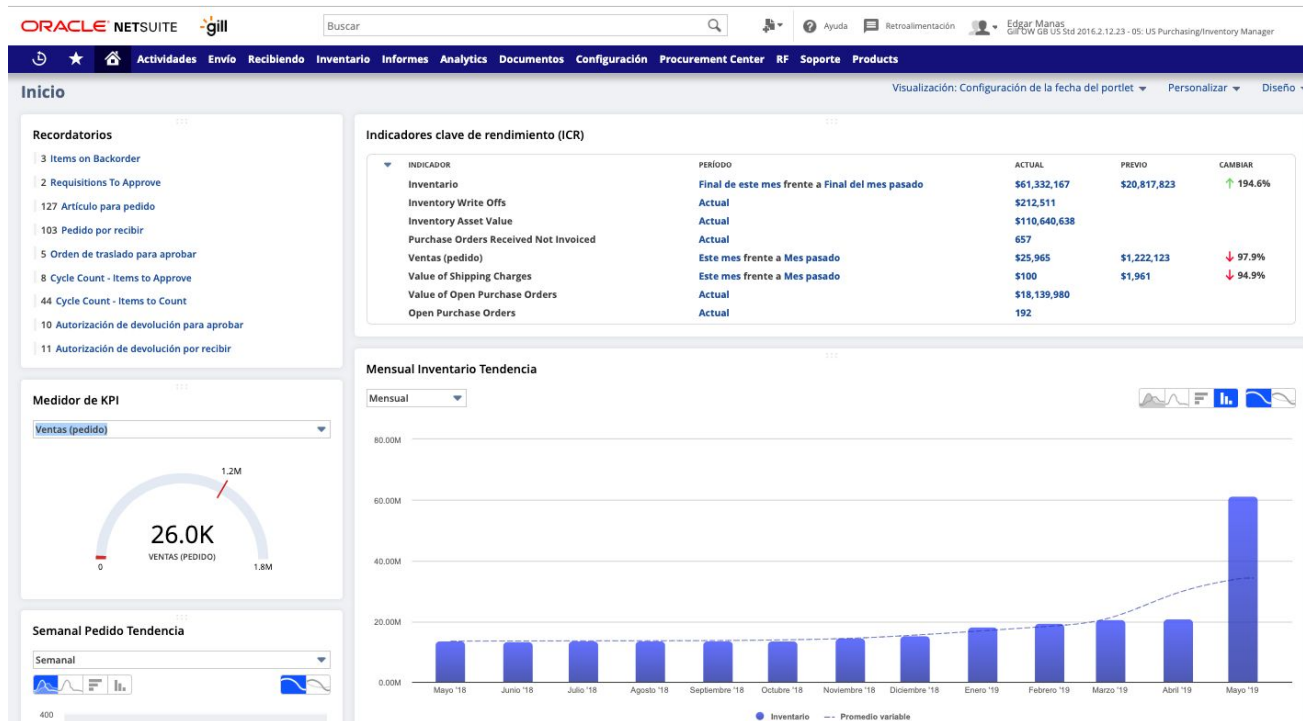 ORACLE NETSUITE gill
Buscar
Ayuda
Retroalimentación
Edgar Manas
Gill DW GB US Std 2016.2.12.23 - 05: US Purchasing/Inventory Manager
Actividades Envío Recibiendo Inventario Informes Analytics Documentos Configuración Procurement Center RF Soporte Products
Inicio
Visualización: Configuración de la fecha del portlet Personalizar Diseño
Recordatorios
3 Items on Backorder
2 Requisitions To Approve
127 Artículo para pedido
103 Pedido por recibir
5 Orden de traslado para aprobar
8 Cycle Count - Items to Approve
44 Cycle Count - Items to Count
10 Autorización de devolución para aprobar
11 Autorización de devolución por recibir
Indicadores clave de rendimiento (ICR)
INDICADOR PERÍODO ACTUAL PREVIO CAMBIAR
Inventario Final de este mes frente a Final del mes pasado $61,332,167 $20,817,823 194.6%
Inventory Write Offs Actual $212,511
Inventory Asset Value Actual $110,640,638
Purchase Orders Received Not Invoiced Actual 657
Ventas (pedido) Este mes frente a Mes pasado $25,965 $1,222,123 97.9%
Value of Shipping Charges Este mes frente a Mes pasado $100 $1,961 94.9%
Value of Open Purchase Orders Actual $18,139,980
Open Purchase Orders Actual 192
Medidor de KPI
Ventas (pedido)
1.2M
26.0K
VENTAS (PEDIDO)
0 1.8M
Semanal Pedido Tendencia
Semanal
400
Mensual Inventario Tendencia
Mensual
80.00M
60.00M
40.00M
20.00M
0.00M
Mayo '18 Junio '18 Julio '18 Agosto '18 Septiembre '18 Octubre '18 Noviembre '18 Diciembre '18 Enero '19 Febrero '19 Marzo '19 Abril '19 Mayo '19
Inventario Promedio variable